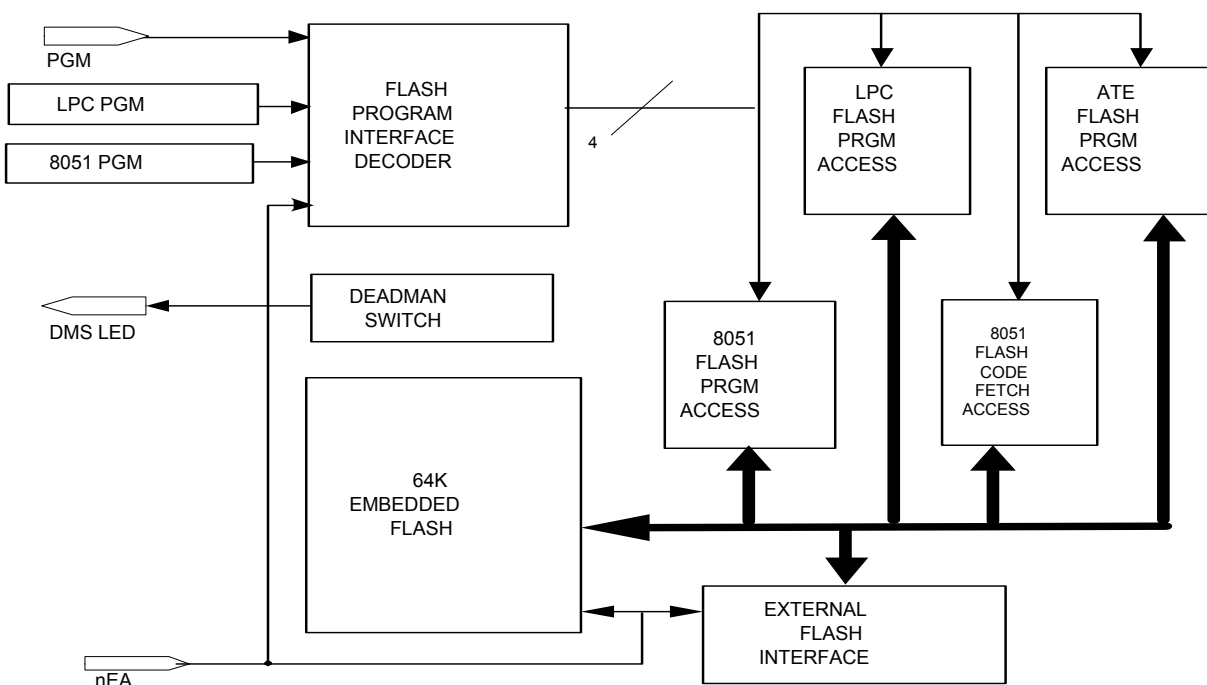 PGM
LPC PGM
8051 PGM
FLASH
PROGRAM
INTERFACE
DECODER
4
LPC
FLASH
PRGM
ACCESS
ATE
FLASH
PRGM
ACCESS
DMS LED
DEADMAN
SWITCH
8051
FLASH
PRGM
ACCESS
8051
FLASH
CODE
FETCH
ACCESS
64K
EMBEDDED
FLASH
EXTERNAL
FLASH
INTERFACE
nEA